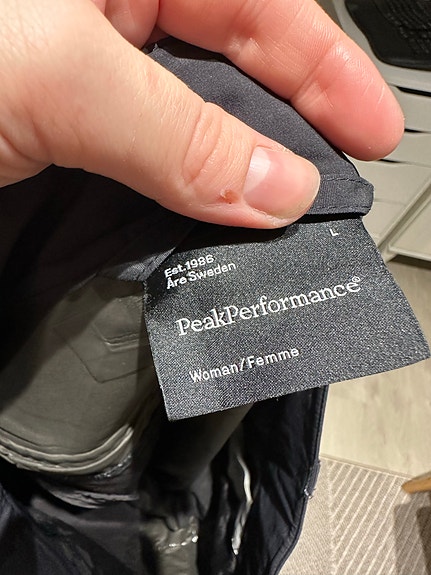 L
Est.1986
Åre Sweden
PeakPerformance®
Woman/Femme